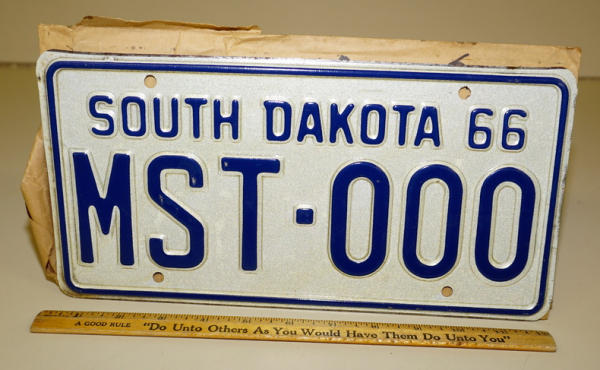 SOUTH DAKOTA 66
MST·000
A GOOD RULE "Do Unto Others As You Would Have Them Do Unto You"